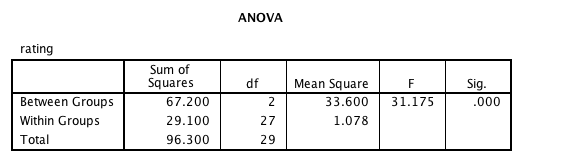 ANOVA
rating
Sum of Squares df Mean Square F Sig.
Between Groups 67.200 2 33.600 31.175 .000
Within Groups 29.100 27 1.078
Total 96.300 29